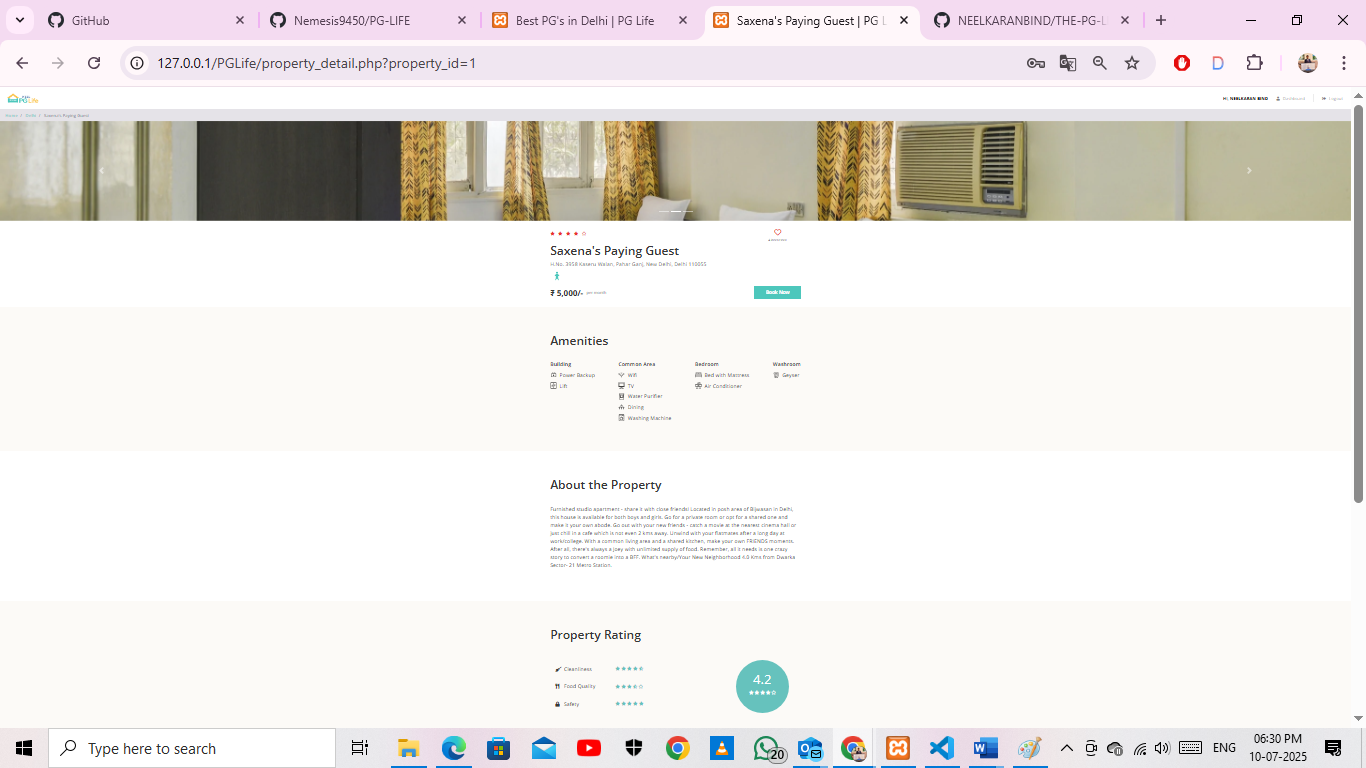 GitHub
Nemesis9450/PG-LIFE
Best PG's in Delhi | PG Life
Saxena's Paying Guest | PG L
NEELKARANBIND/THE-PG-L
127.0.0.1/PGLife/property_detail.php?property_id=1
PG Life
Hi, NEELKARAN BIND
Dashboard
Logout
Home / Delhi / Saxena's Paying Guest
Saxena's Paying Guest
H.No. 3958 Kaseru Walan, Pahar Ganj, New Delhi, Delhi 110055
₹ 5,000/- per month
Book Now
Amenities
Building
Power Backup
Lift
Common Area
Wifi
TV
Water Purifier
Dining
Washing Machine
Bedroom
Bed with Matress
Air Conditioner
Washroom
Geyser
About the Property
Furnished studio apartment - share it with close friends! Located in posh area of Bijwasan in Delhi,
this house is available for both boys and girls. Go for a private room or opt for a shared one and
make it your own abode. Go out with your new friends - catch a movie at the nearest cinema hall or
just chill in a cafe which is not even 2 kms away. Unwind with your flatmates after a long day at
work/college. With a common living area and a shared kitchen, make your own FRIENDS moments.
After all, there's always a Joey with unlimited supply of food. Remember, all it needs is one crazy
story to convert a roomie into a BFF. What's nearby/Your New Neighborhood 4.0 Kms from Dwarka
Sector- 21 Metro Station.
Property Rating
Cleanliness
Food Quality
Safety
4.2
Type here to search
20
ENG
06:30 PM
10-07-2025